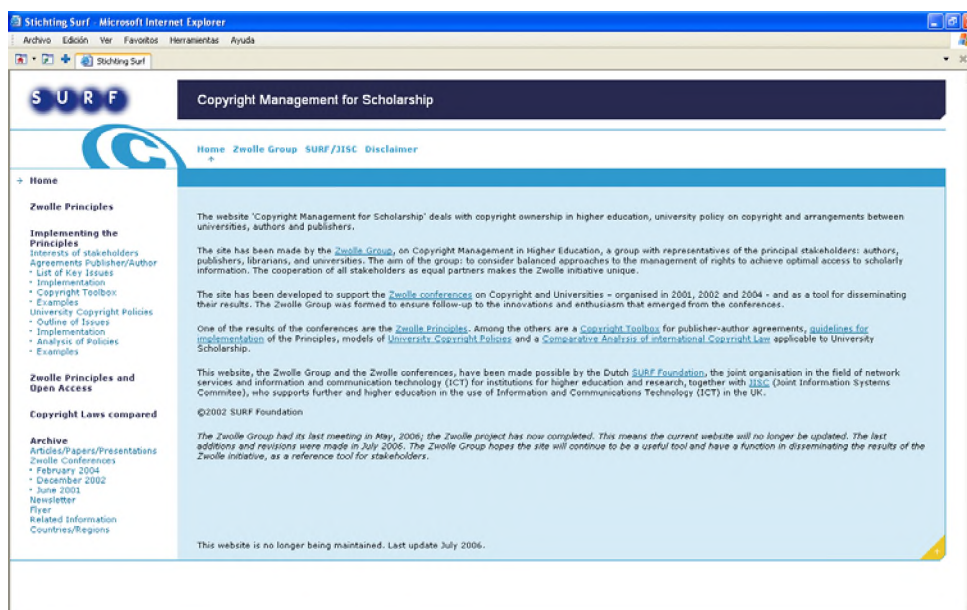 Stichting Surf - Microsoft Internet Explorer
Archivo Edición Ver Favoritos Herramientas Ayuda
Stichting Surf
SURF
Copyright Management for Scholarship
Home Zwolle Group SURF/JISC Disclaimer
Home
Zwolle Principles
Implementing the
Principles
Interests of stakeholders
Agreements Publisher/Author
· List of Key Issues
· Implementation
· Copyright Toolbox
· Examples
University Copyright Policies
· Outline of Issues
· Implementation
· Analysis of Policies
· Examples
Zwolle Principles and
Open Access
Copyright Laws compared
Archive
Articles/Papers/Presentations
Zwolle Conferences
· February 2004
· December 2002
· June 2001
Newsletter
Flyer
Related Information
Countries/Regions
The website 'Copyright Management for Scholarship' deals with copyright ownership in higher education, university policy on copyright and arrangements between
universities, authors and publishers.
The site has been made by the Zwolle Group, on Copyright Management in Higher Education, a group with representatives of the principal stakeholders: authors,
publishers, librarians, and universities. The aim of the group: to consider balanced approaches to the management of rights to achieve optimal access to scholarly
information. The cooperation of all stakeholders as equal partners makes the Zwolle initiative unique.
The site has been developed to support the Zwolle conferences on Copyright and Universities – organised in 2001, 2002 and 2004 - and as a tool for disseminating
their results. The Zwolle Group was formed to ensure follow-up to the innovations and enthusiasm that emerged from the conferences.
One of the results of the conferences are the Zwolle Principles. Among the others are a Copyright Toolbox for publisher-author agreements, guidelines for
implementation of the Principles, models of University Copyright Policies and a Comparative Analysis of international Copyright Law applicable to University
Scholarship.
This website, the Zwolle Group and the Zwolle conferences, have been made possible by the Dutch SURF Foundation, the joint organisation in the field of network
services and information and communication technology (ICT) for institutions for higher education and research, together with JISC (Joint Information Systems
Commitee), who supports further and higher education in the use of Information and Communications Technology (ICT) in the UK.
©2002 SURF Foundation
The Zwolle Group had its last meeting in May, 2006; the Zwolle project has now completed. This means the current website will no longer be updated. The last
additions and revisions were made in July 2006. The Zwolle Group hopes the site will continue to be a useful tool and have a function in disseminating the results of the
Zwolle initiative, as a reference tool for stakeholders.
This website is no longer being maintained. Last update July 2006.